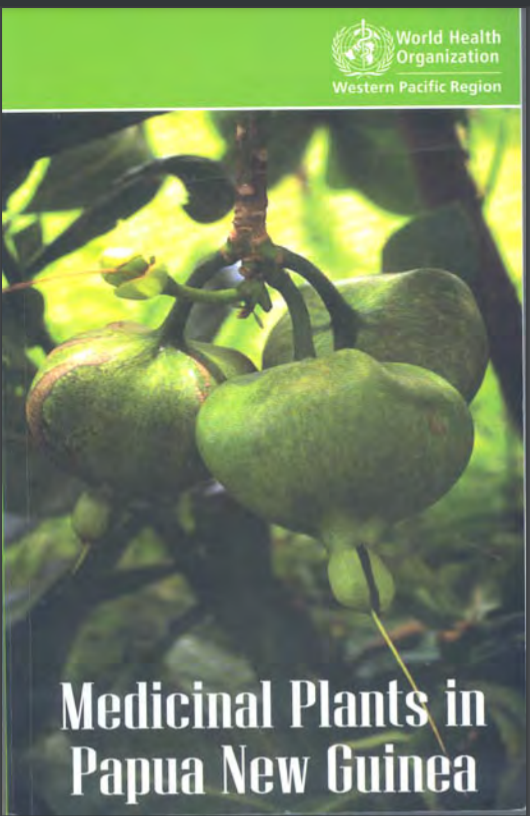 World Health
Organization
Western Pacific Region
Medicinal Plants in
Papua New Guinea